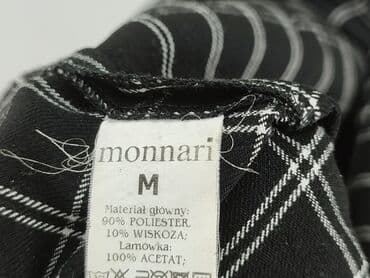 monnari
M
Materiał główny:
90% POLIESTER,
10% WISKOZA;
Lamówka:
100% ACETAT;